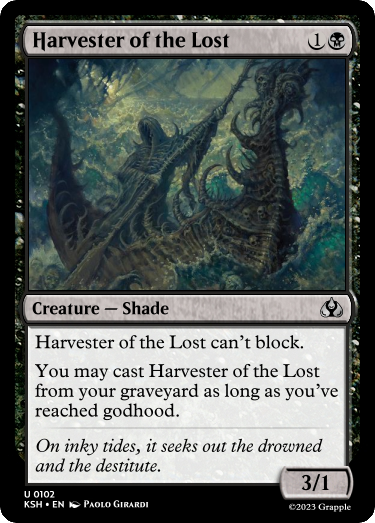 Harvester of the Lost 1
Creature — Shade
Harvester of the Lost can't block.
You may cast Harvester of the Lost
from your graveyard as long as you've
reached godhood.
On inky tides, it seeks out the drowned
and the destitute.
3/1
U 0102
KSH • EN Paolo Girardi
©2023 Grapple